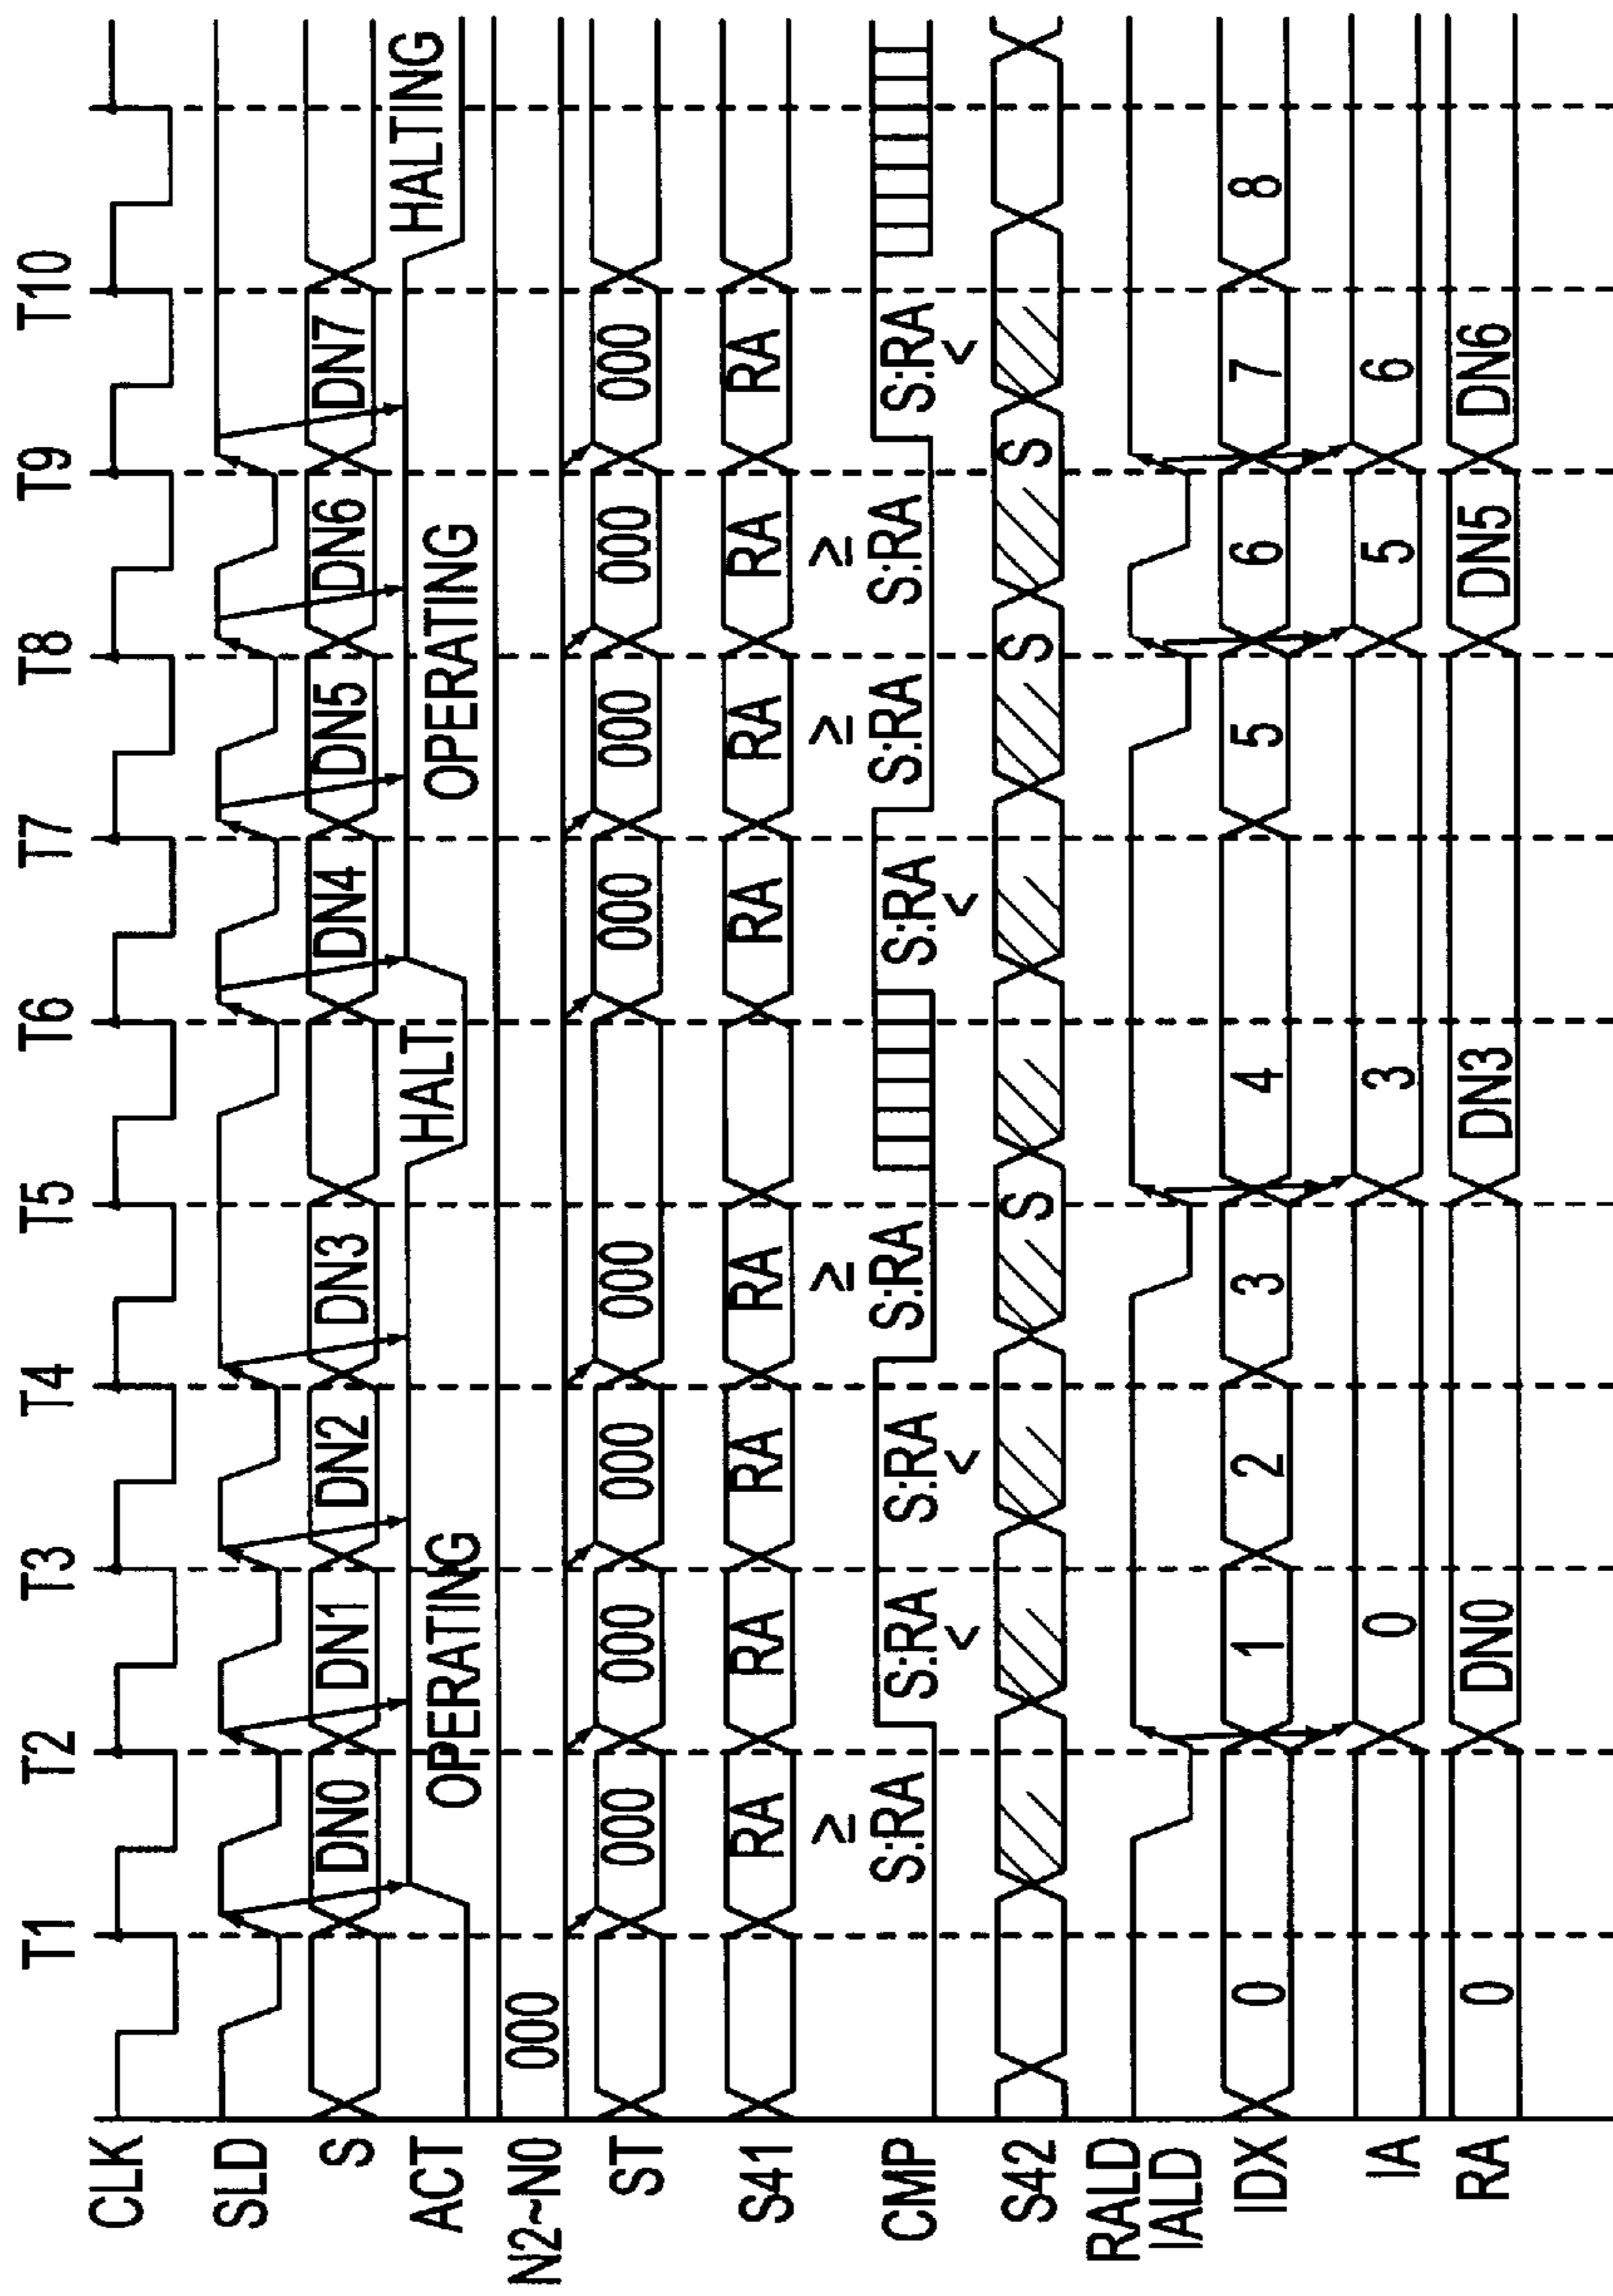 T1 T2 T3 T4 T5 T6 T7 T8 T9 T10
CLK
SLD
S DN0 DN1 DN2 DN3 DN4 DN5 DN6 DN7
ACT OPERATING HALT OPERATING HALTING
N2~N0 000
ST 000 000 000 000 000 000 000 000
S41 RA RA RA RA RA RA RA RA
≥ ≥ ≥ ≥
CMP S:RA S:RA S:RA S:RA S:RA S:RA S:RA S:RA
< < < <
S42 S S S
RALD
IALD
IDX 0 1 2 3 4 5 6 7 8
IA 0 3 5 6
RA 0 DN0 DN3 DN5 DN6